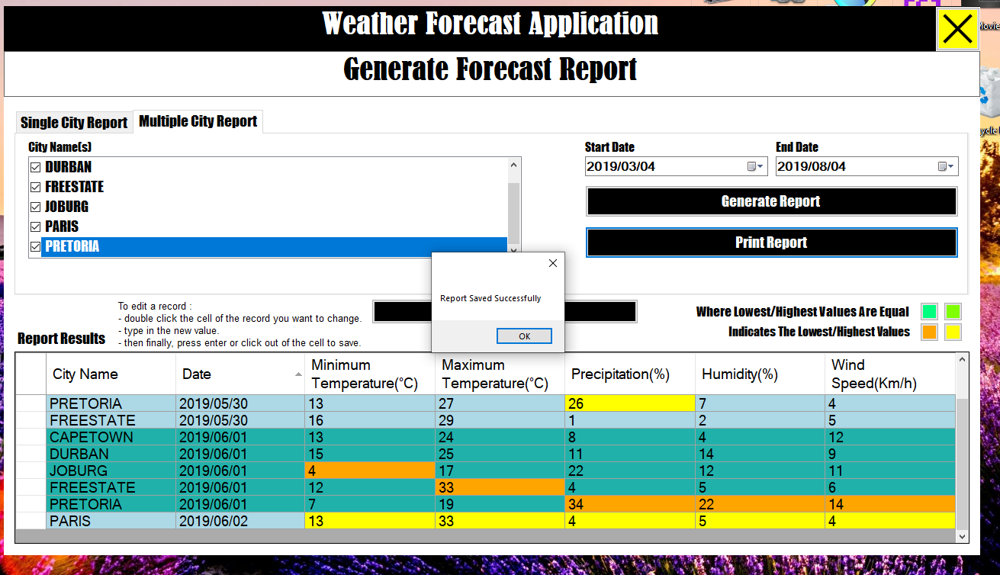 Weather Forecast Application
Generate Forecast Report
Single City Report Multiple City Report
City Name(s)
DURBAN
FREESTATE
JOBURG
PARIS
PRETORIA
Start Date End Date
2019/03/04 2019/08/04
Generate Report
Print Report
Report Saved Successfully
OK
To edit a record :
- double click the cell of the record you want to change.
- type in the new value.
- then finally, press enter or click out of the cell to save.
Report Results
Where Lowest/Highest Values Are Equal
Indicates The Lowest/Highest Values
City Name Date Minimum Temperature(°C) Maximum Temperature(°C) Precipitation(%) Humidity(%) Wind Speed(Km/h)
PRETORIA 2019/05/30 13 27 26 7 4
FREESTATE 2019/05/30 16 29 1 2 5
CAPETOWN 2019/06/01 13 24 8 4 12
DURBAN 2019/06/01 15 25 11 14 9
JOBURG 2019/06/01 4 17 22 12 11
FREESTATE 2019/06/01 12 33 4 5 6
PRETORIA 2019/06/01 7 19 34 22 14
PARIS 2019/06/02 13 33 4 5 4